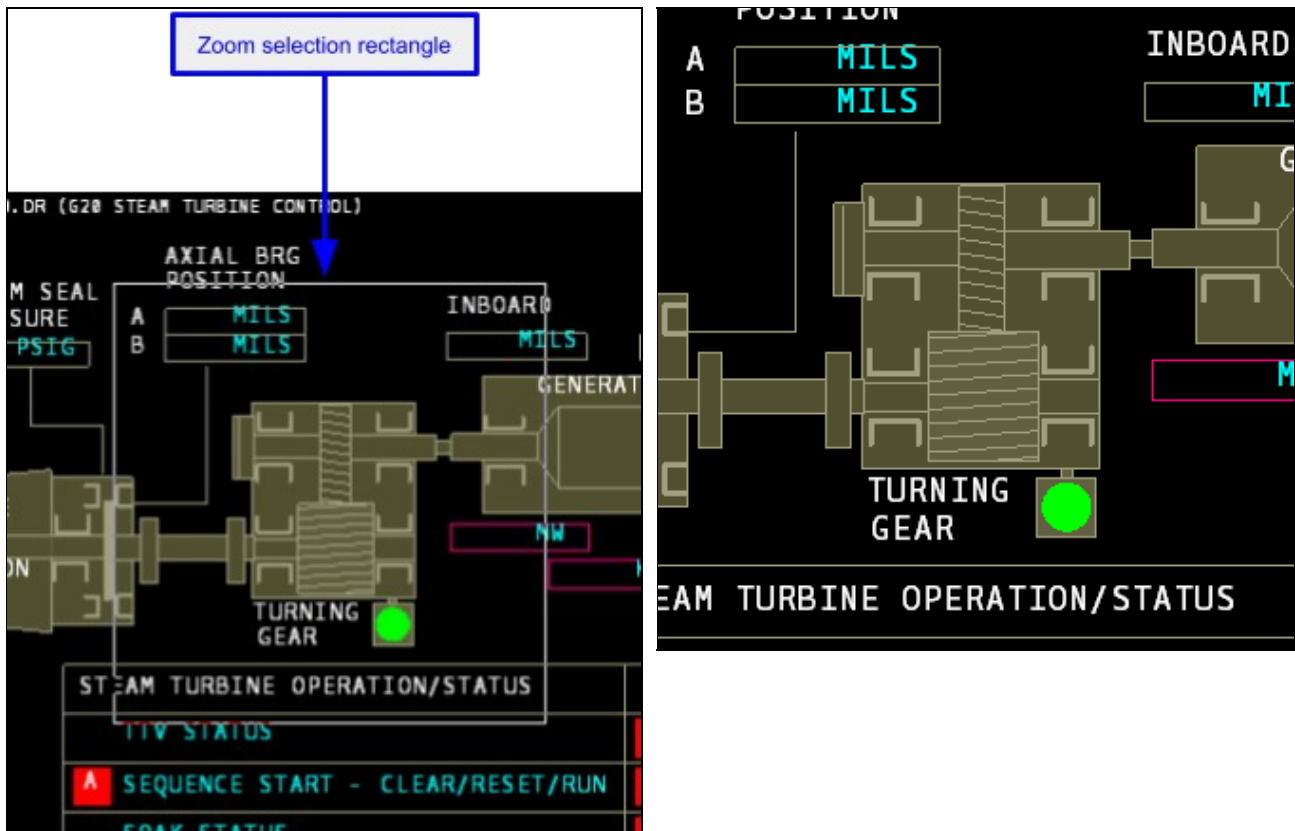 Zoom selection rectangle
.DR (G20 STEAM TURBINE CONTROL)
AXIAL BRG
POSITION
M SEAL
SURE
PSIG
A MILS
B MILS
INBOARD
MILS
GENERAT
MW
ON
TURNING
GEAR
STEAM TURBINE OPERATION/STATUS
TTV STATUS
A SEQUENCE START - CLEAR/RESET/RUN
SOAK STATUS
POSITION
A MILS
B MILS
INBOARD
MI
G
M
TURNING
GEAR
EAM TURBINE OPERATION/STATUS